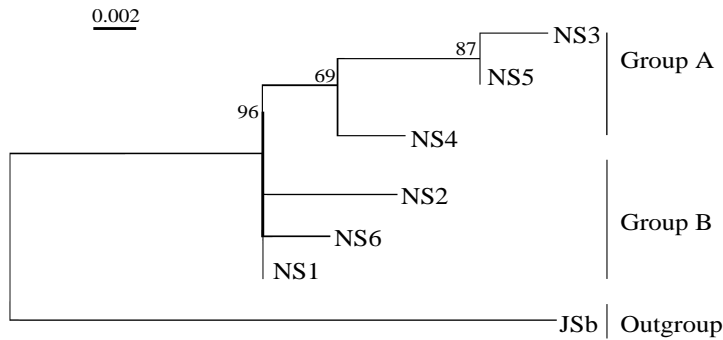 0.002
NS3
87
Group A
NS5
69
96
NS4
NS2
Group B
NS6
NS1
JSb
Outgroup